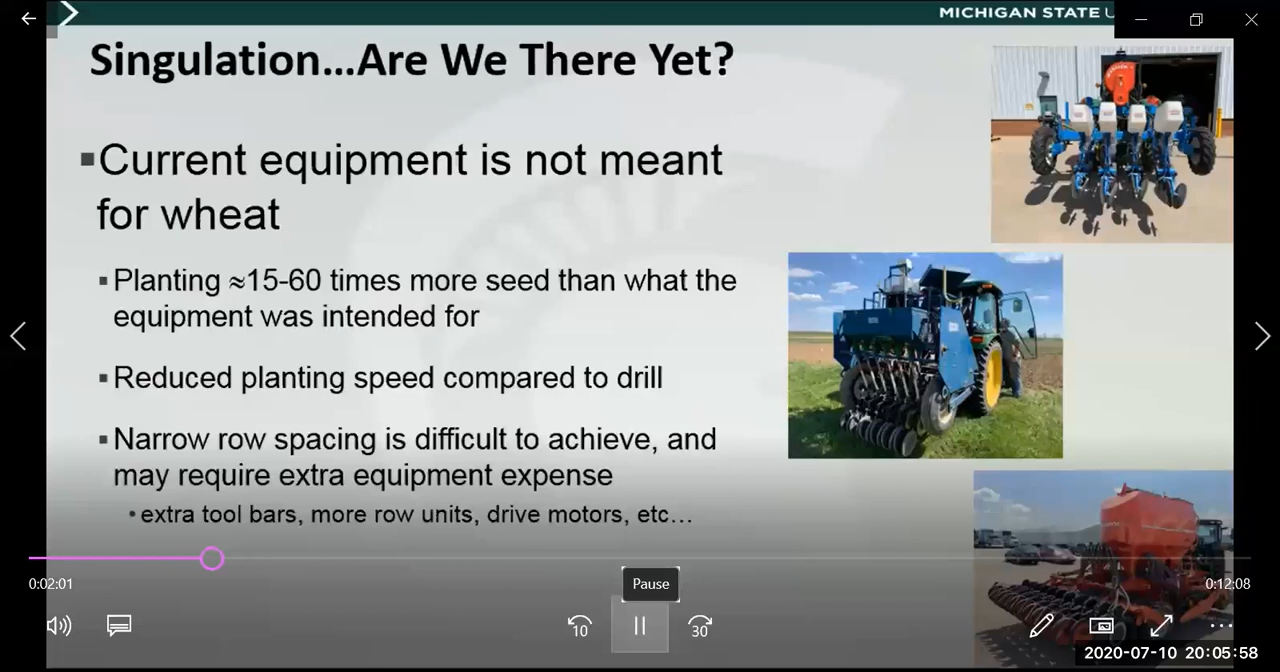 MICHIGAN STATE U
Singulation...Are We There Yet?
▪Current equipment is not meant
for wheat
▪Planting ≈15-60 times more seed than what the
equipment was intended for
▪Reduced planting speed compared to drill
▪Narrow row spacing is difficult to achieve, and
may require extra equipment expense
•extra tool bars, more row units, drive motors, etc...
0:02:01
Pause
0:12:08
10
30
2020-07-10 20:05:58